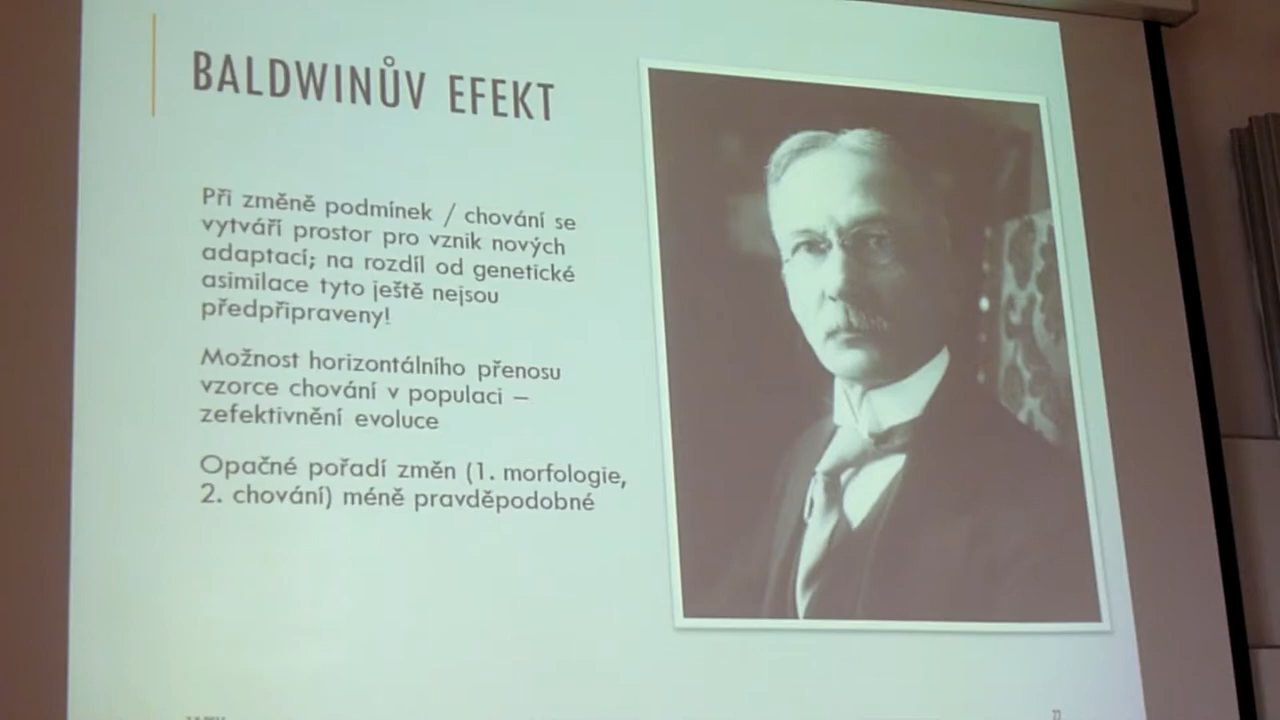 BALDWINŮV EFEKT
Při změně podmínek / chování se
vytváří prostor pro vznik nových
adaptací; na rozdíl od genetické
asimilace tyto ještě nejsou
předpřipraveny!
Možnost horizontálního přenosu
vzorce chování v populaci –
zefektivnění evoluce
Opačné pořadí změn (1. morfologie,
2. chování) méně pravděpodobné